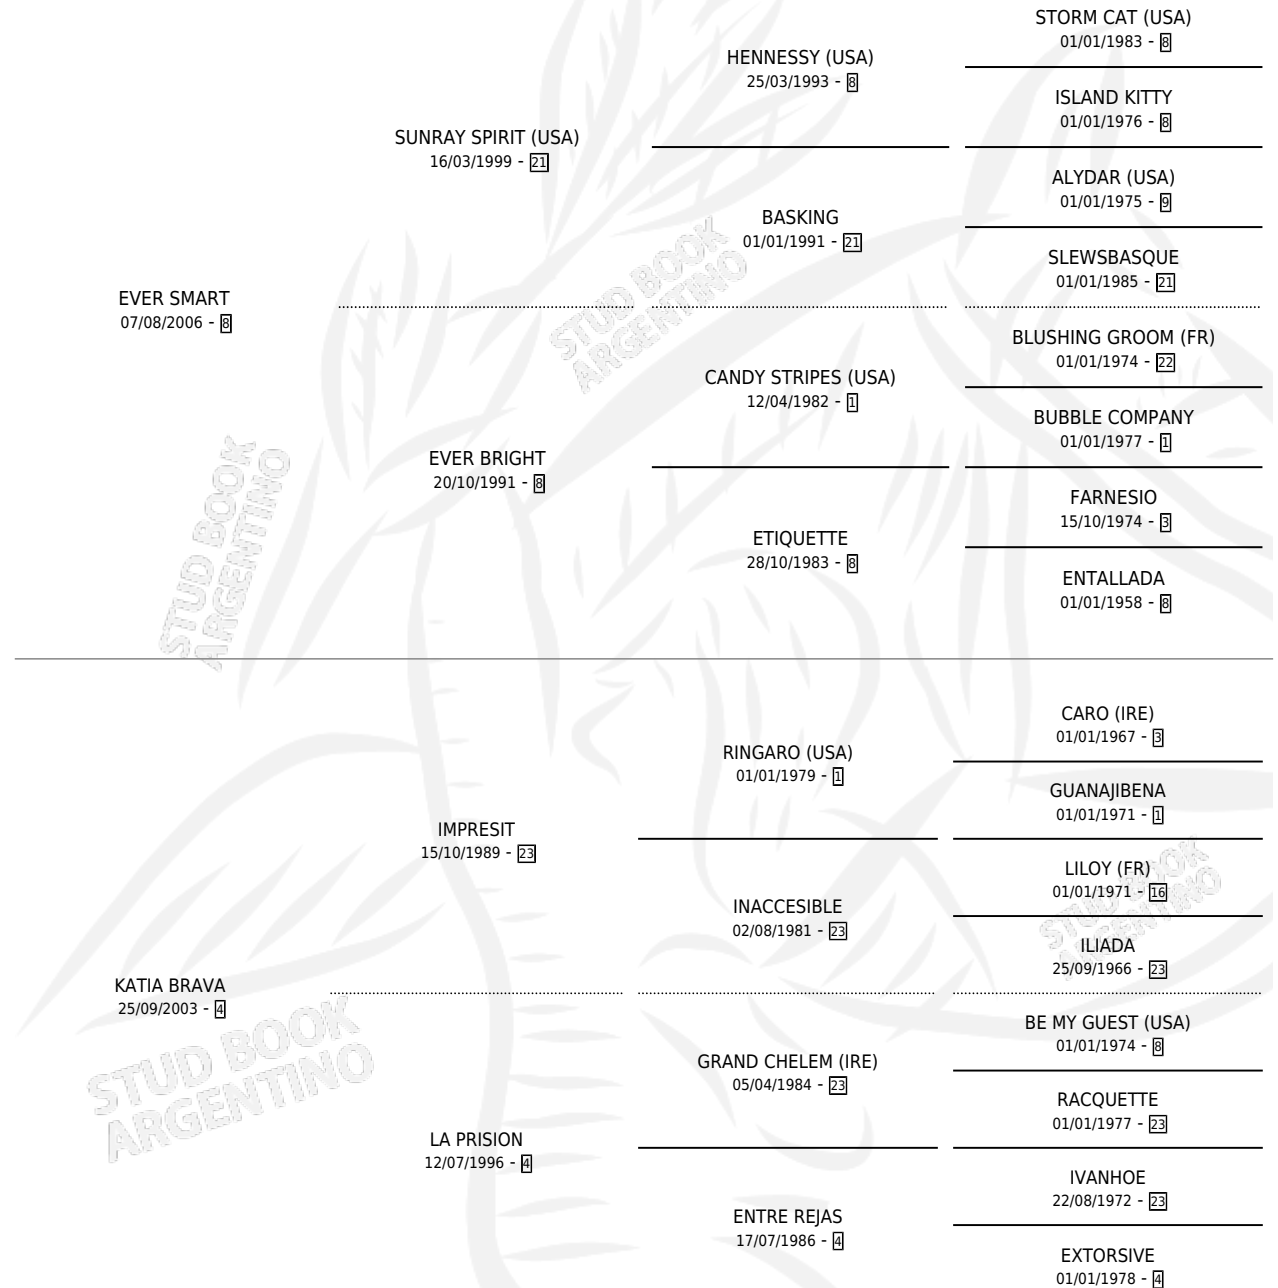 STORM CAT (USA)
01/01/1983 - 8
HENNESSY (USA)
25/03/1993 - 8
ISLAND KITTY
01/01/1976 - 8
SUNRAY SPIRIT (USA)
16/03/1999 - 21
ALYDAR (USA)
01/01/1975 - 9
BASKING
01/01/1991 - 21
SLEWSBASQUE
01/01/1985 - 21
EVER SMART
07/08/2006 - 8
BLUSHING GROOM (FR)
01/01/1974 - 22
CANDY STRIPES (USA)
12/04/1982 - 1
BUBBLE COMPANY
01/01/1977 - 1
EVER BRIGHT
20/10/1991 - 8
FARNESIO
15/10/1974 - 3
ETIQUETTE
28/10/1983 - 8
ENTALLADA
01/01/1958 - 8
STUD BOOK
ARGENTINO
STUD BOOK
ARGENTINO
CARO (IRE)
01/01/1967 - 3
RINGARO (USA)
01/01/1979 - 1
GUANAJIBENA
01/01/1971 - 1
IMPRESIT
15/10/1989 - 23
LILOY (FR)
01/01/1971 - 16
INACCESIBLE
02/08/1981 - 23
ILIADA
25/09/1966 - 23
KATIA BRAVA
25/09/2003 - 4
BE MY GUEST (USA)
01/01/1974 - 8
GRAND CHELEM (IRE)
05/04/1984 - 23
RACQUETTE
01/01/1977 - 23
LA PRISION
12/07/1996 - 4
IVANHOE
22/08/1972 - 23
ENTRE REJAS
17/07/1986 - 4
EXTORSIVE
01/01/1978 - 4
STUD BOOK
ARGENTINO
STUD BOOK
ARGENTINO